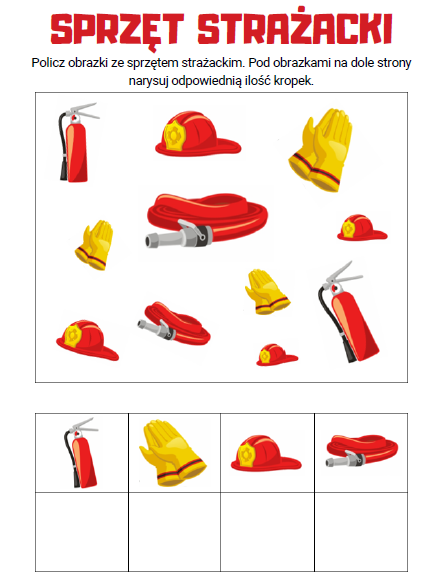 SPRZĘT STRAŻACKI
Policz obrazki ze sprzętem strażackim. Pod obrazkami na dole strony
narysuj odpowiednią ilość kropek.